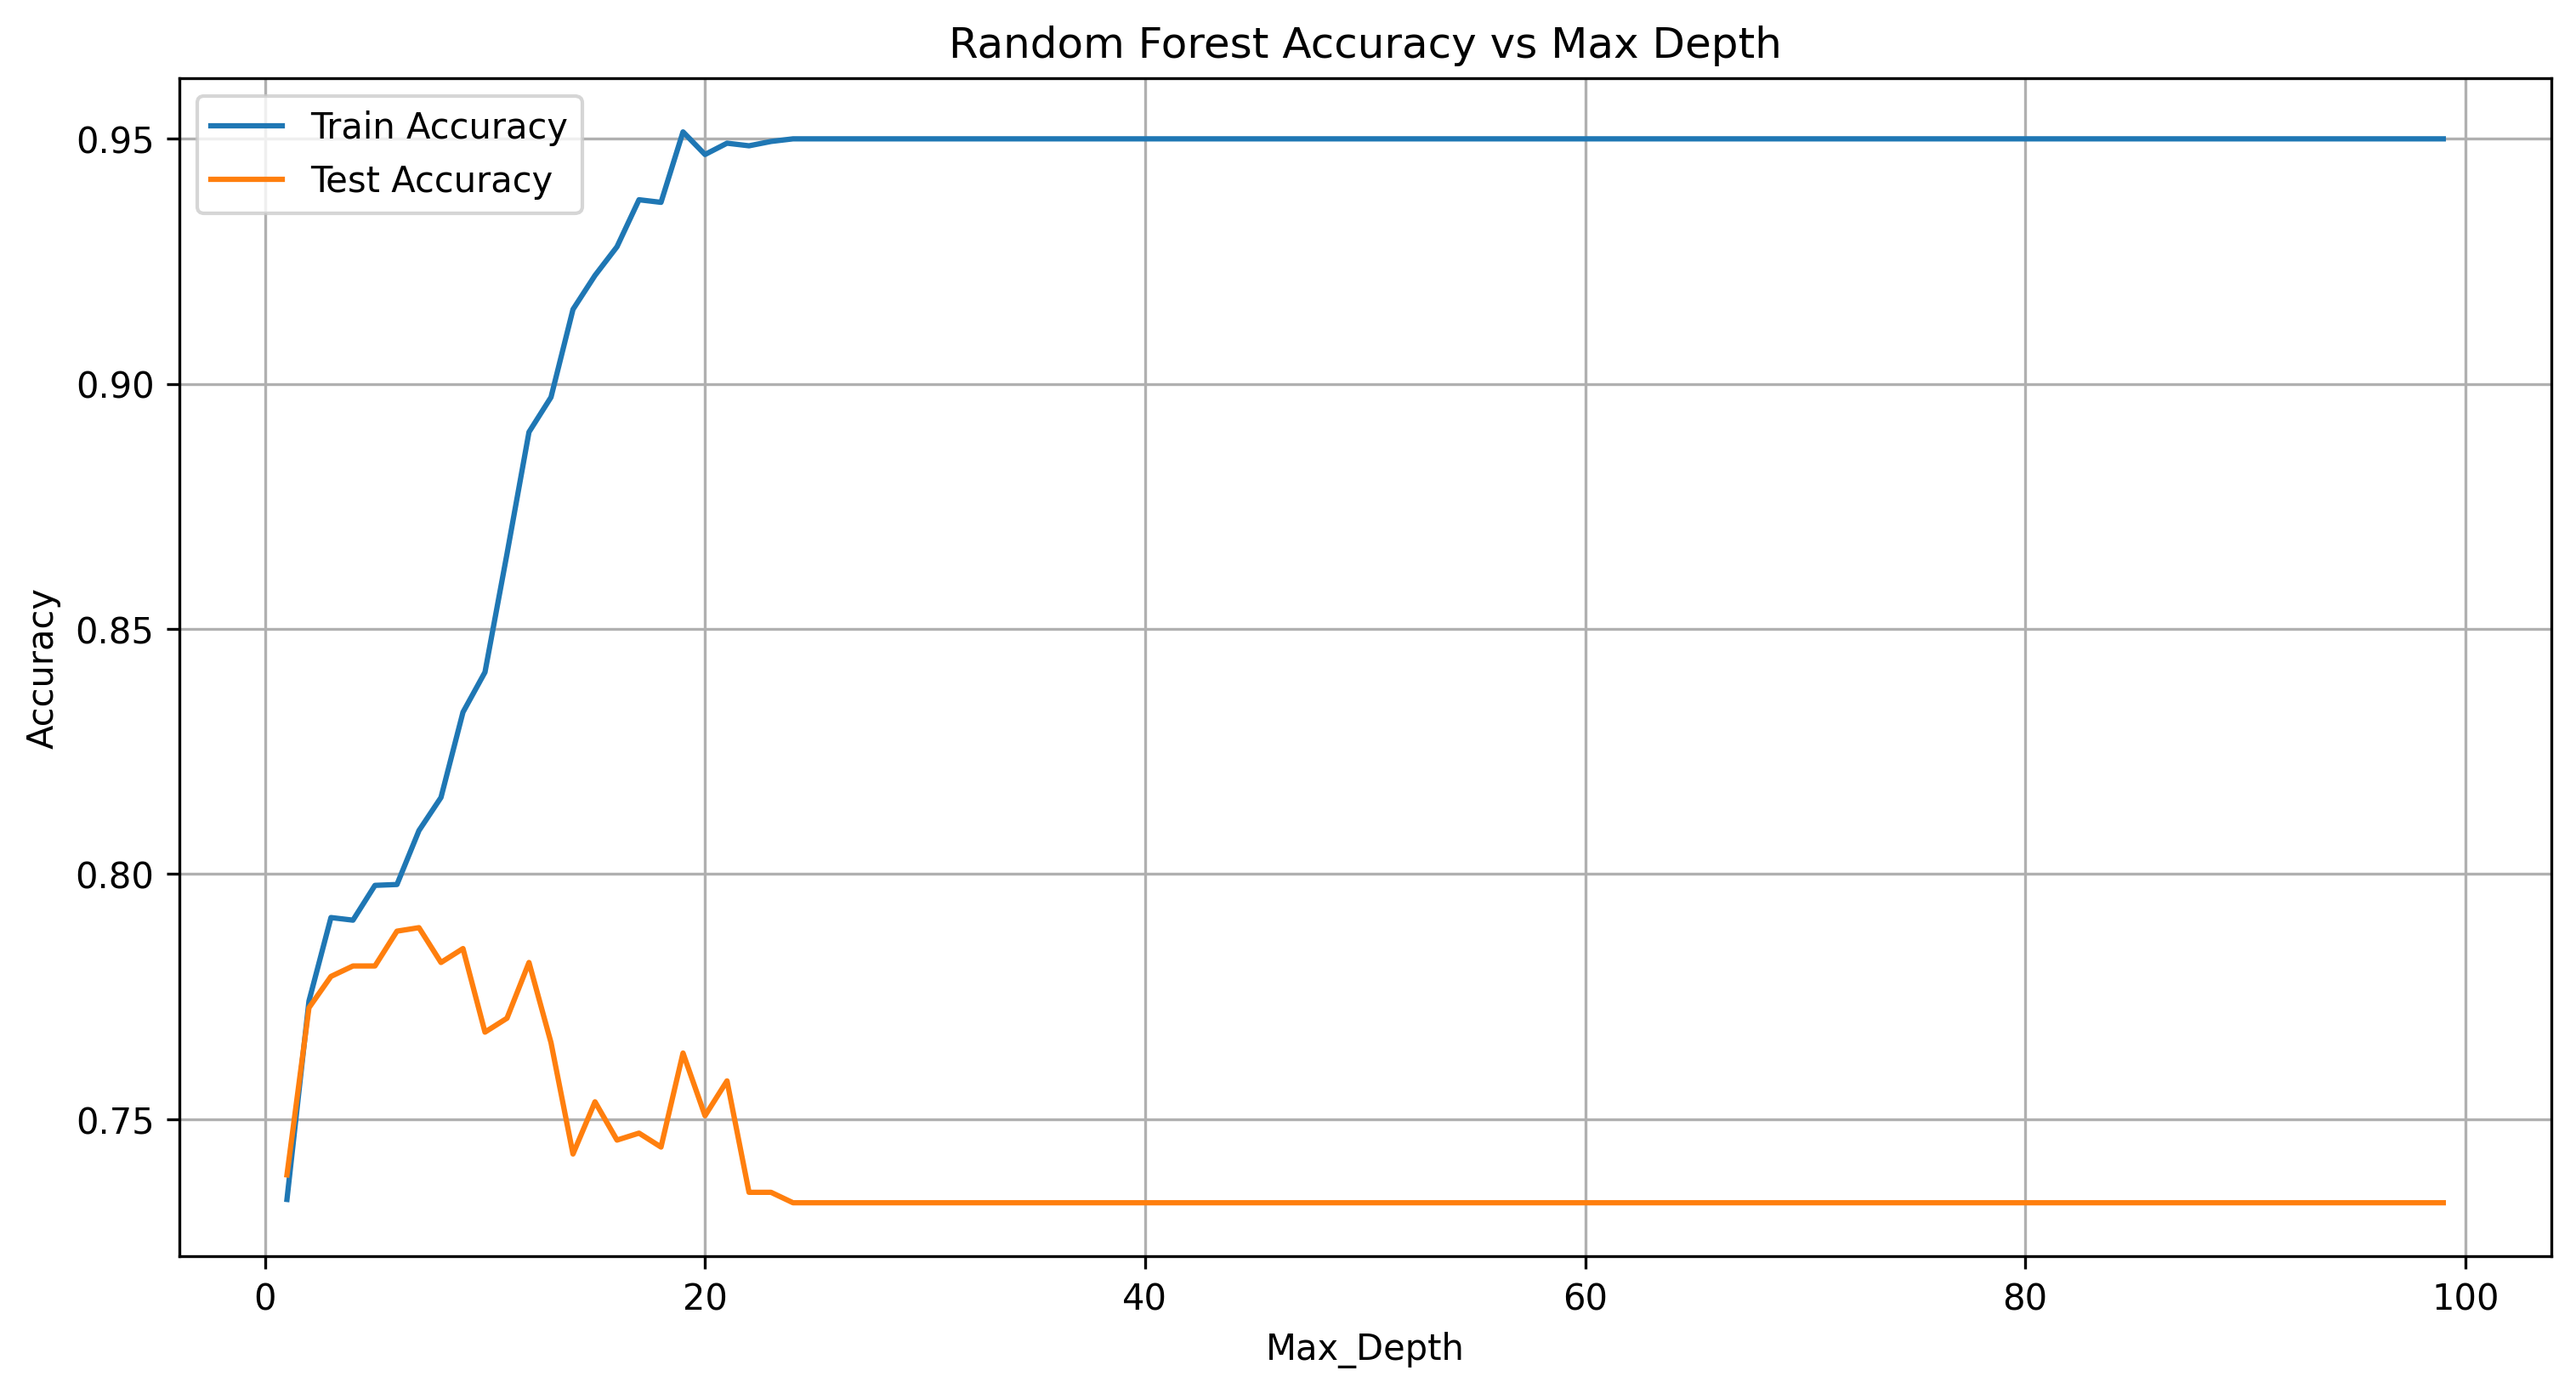 Random Forest Accuracy vs Max Depth
Train Accuracy
Test Accuracy
0.95
0.90
0.85
0.80
0.75
Accuracy
0 20 40 60 80 100
Max_Depth